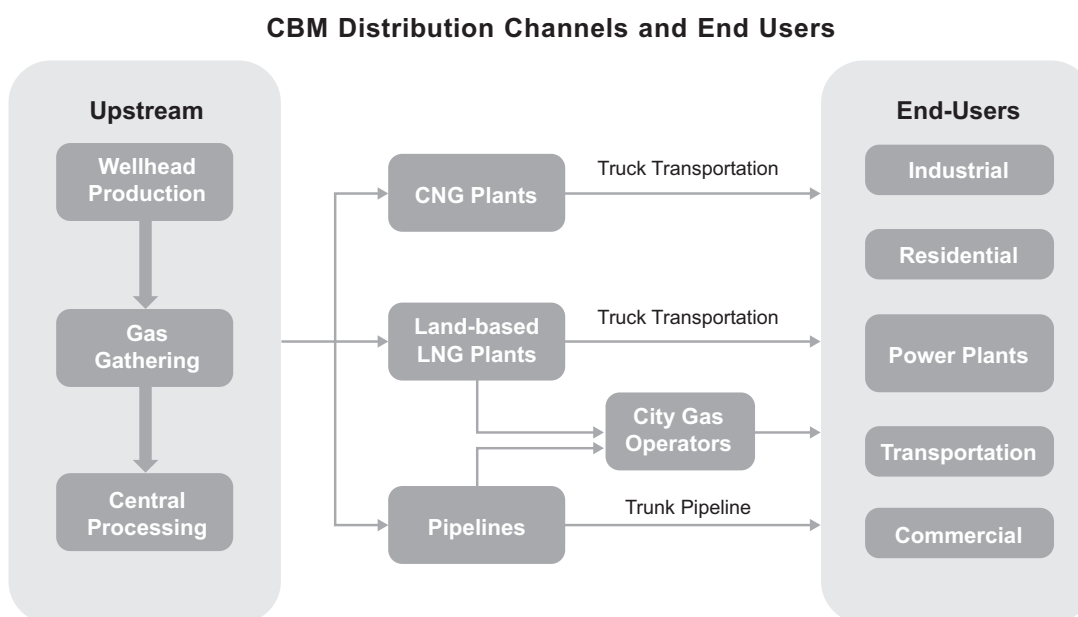 CBM Distribution Channels and End Users
Upstream
Wellhead
Production
Gas
Gathering
Central
Processing
CNG Plants
Truck Transportation
Land-based
LNG Plants
Truck Transportation
City Gas
Operators
Pipelines
Trunk Pipeline
End-Users
Industrial
Residential
Power Plants
Transportation
Commercial